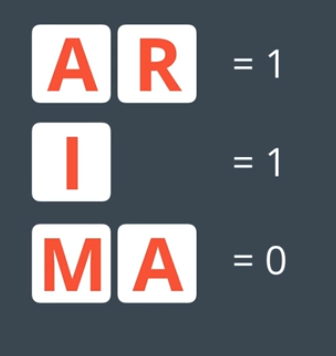 AR = 1
I = 1
MA = 0